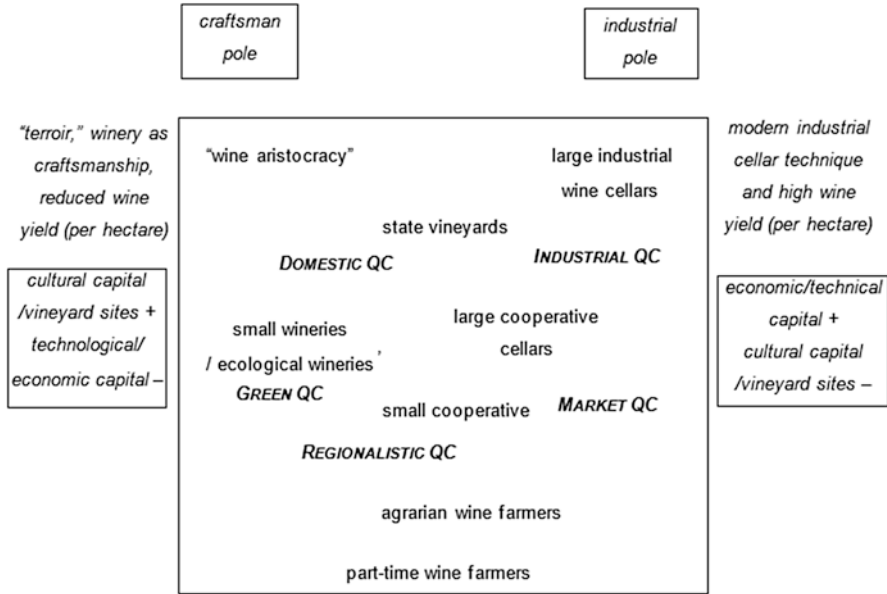 craftsman
pole
industrial
pole
“terroir,” winery as
craftsmanship,
reduced wine
yield (per hectare)
cultural capital
/vineyard sites +
technological/
economic capital –
“wine aristocracy”
large industrial
wine cellars
state vineyards
DOMESTIC QC
INDUSTRIAL QC
small wineries
/ ecological wineries’
GREEN QC
large cooperative
cellars
small cooperative
MARKET QC
REGIONALISTIC QC
agrarian wine farmers
part-time wine farmers
modern industrial
cellar technique
and high wine
yield (per hectare)
economic/technical
capital +
cultural capital
/vineyard sites –